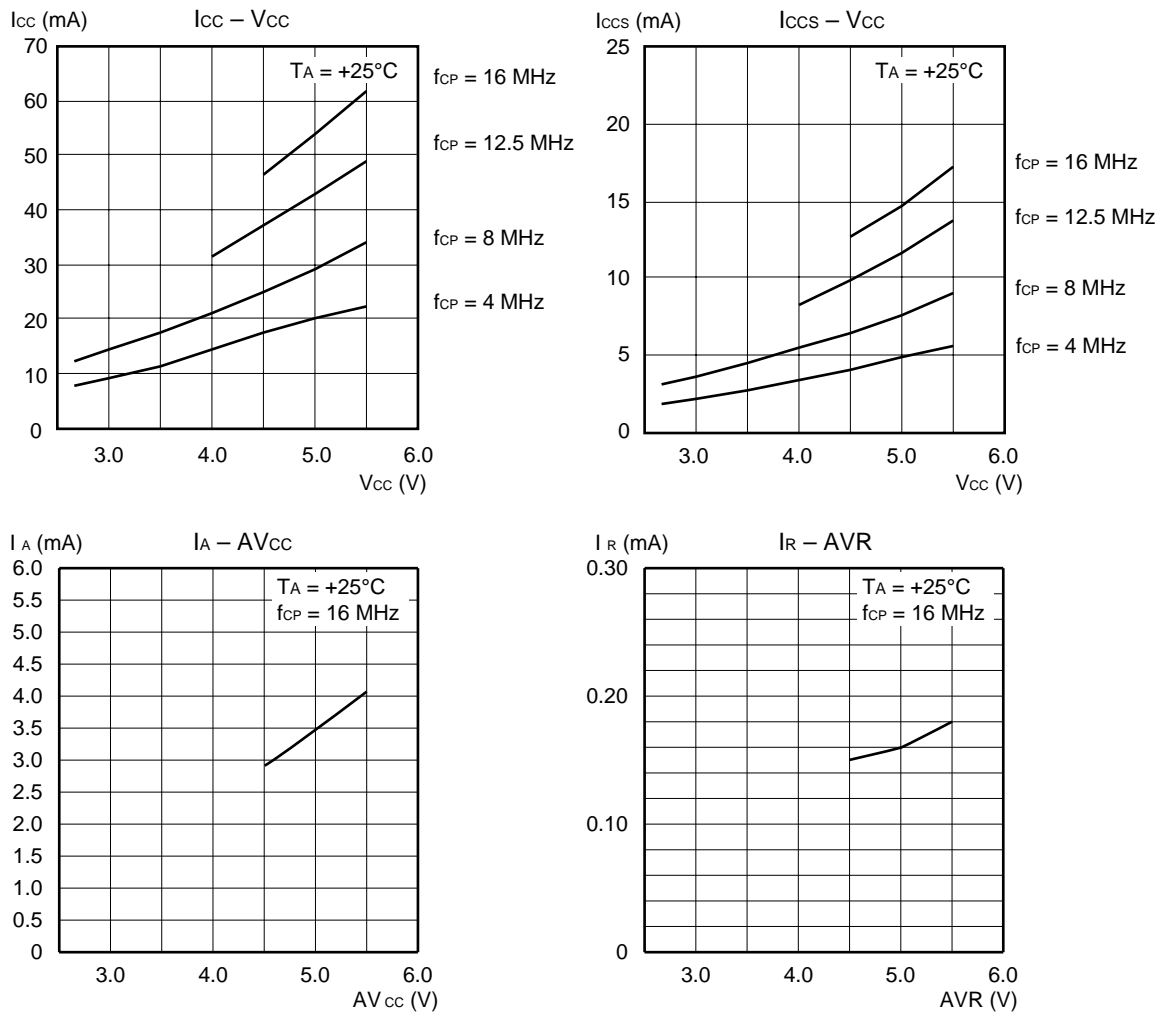 ICC (mA)
ICC – VCC
70
60
50
40
30
20
10
0
TA = +25°C
fCP = 16 MHz
fCP = 12.5 MHz
fCP = 8 MHz
fCP = 4 MHz
3.0 4.0 5.0 6.0
VCC (V)
ICCS (mA)
ICCS – VCC
25
20
15
10
5
0
TA = +25°C
fCP = 16 MHz
fCP = 12.5 MHz
fCP = 8 MHz
fCP = 4 MHz
3.0 4.0 5.0 6.0
VCC (V)
IA (mA)
IA – AVCC
6.0
5.5
5.0
4.5
4.0
3.5
3.0
2.5
2.0
1.5
1.0
0.5
0
TA = +25°C
fCP = 16 MHz
3.0 4.0 5.0 6.0
AVCC (V)
IR (mA)
IR – AVR
0.30
0.20
0.10
0
TA = +25°C
fCP = 16 MHz
3.0 4.0 5.0 6.0
AVR (V)